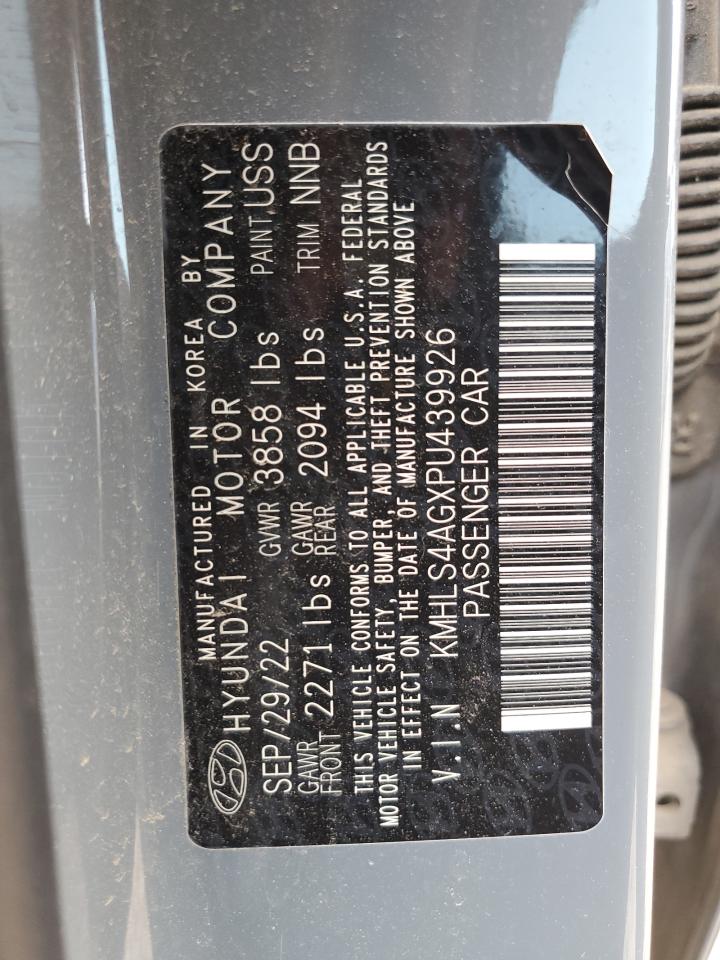 MANUFACTURED IN KOREA BY
HYUNDAI MOTOR COMPANY
SEP/29/22 GVWR 3858 lbs PAINT USS
GAWR FRONT 2271 lbs GAWR REAR 2094 lbs TRIM NNB
THIS VEHICLE CONFORMS TO ALL APPLICABLE U.S.A. FEDERAL
MOTOR VEHICLE SAFETY, BUMPER, AND THEFT PREVENTION STANDARDS
IN EFFECT ON THE DATE OF MANUFACTURE SHOWN ABOVE
V.I.N KMHLS4AGXPU439926
PASSENGER CAR